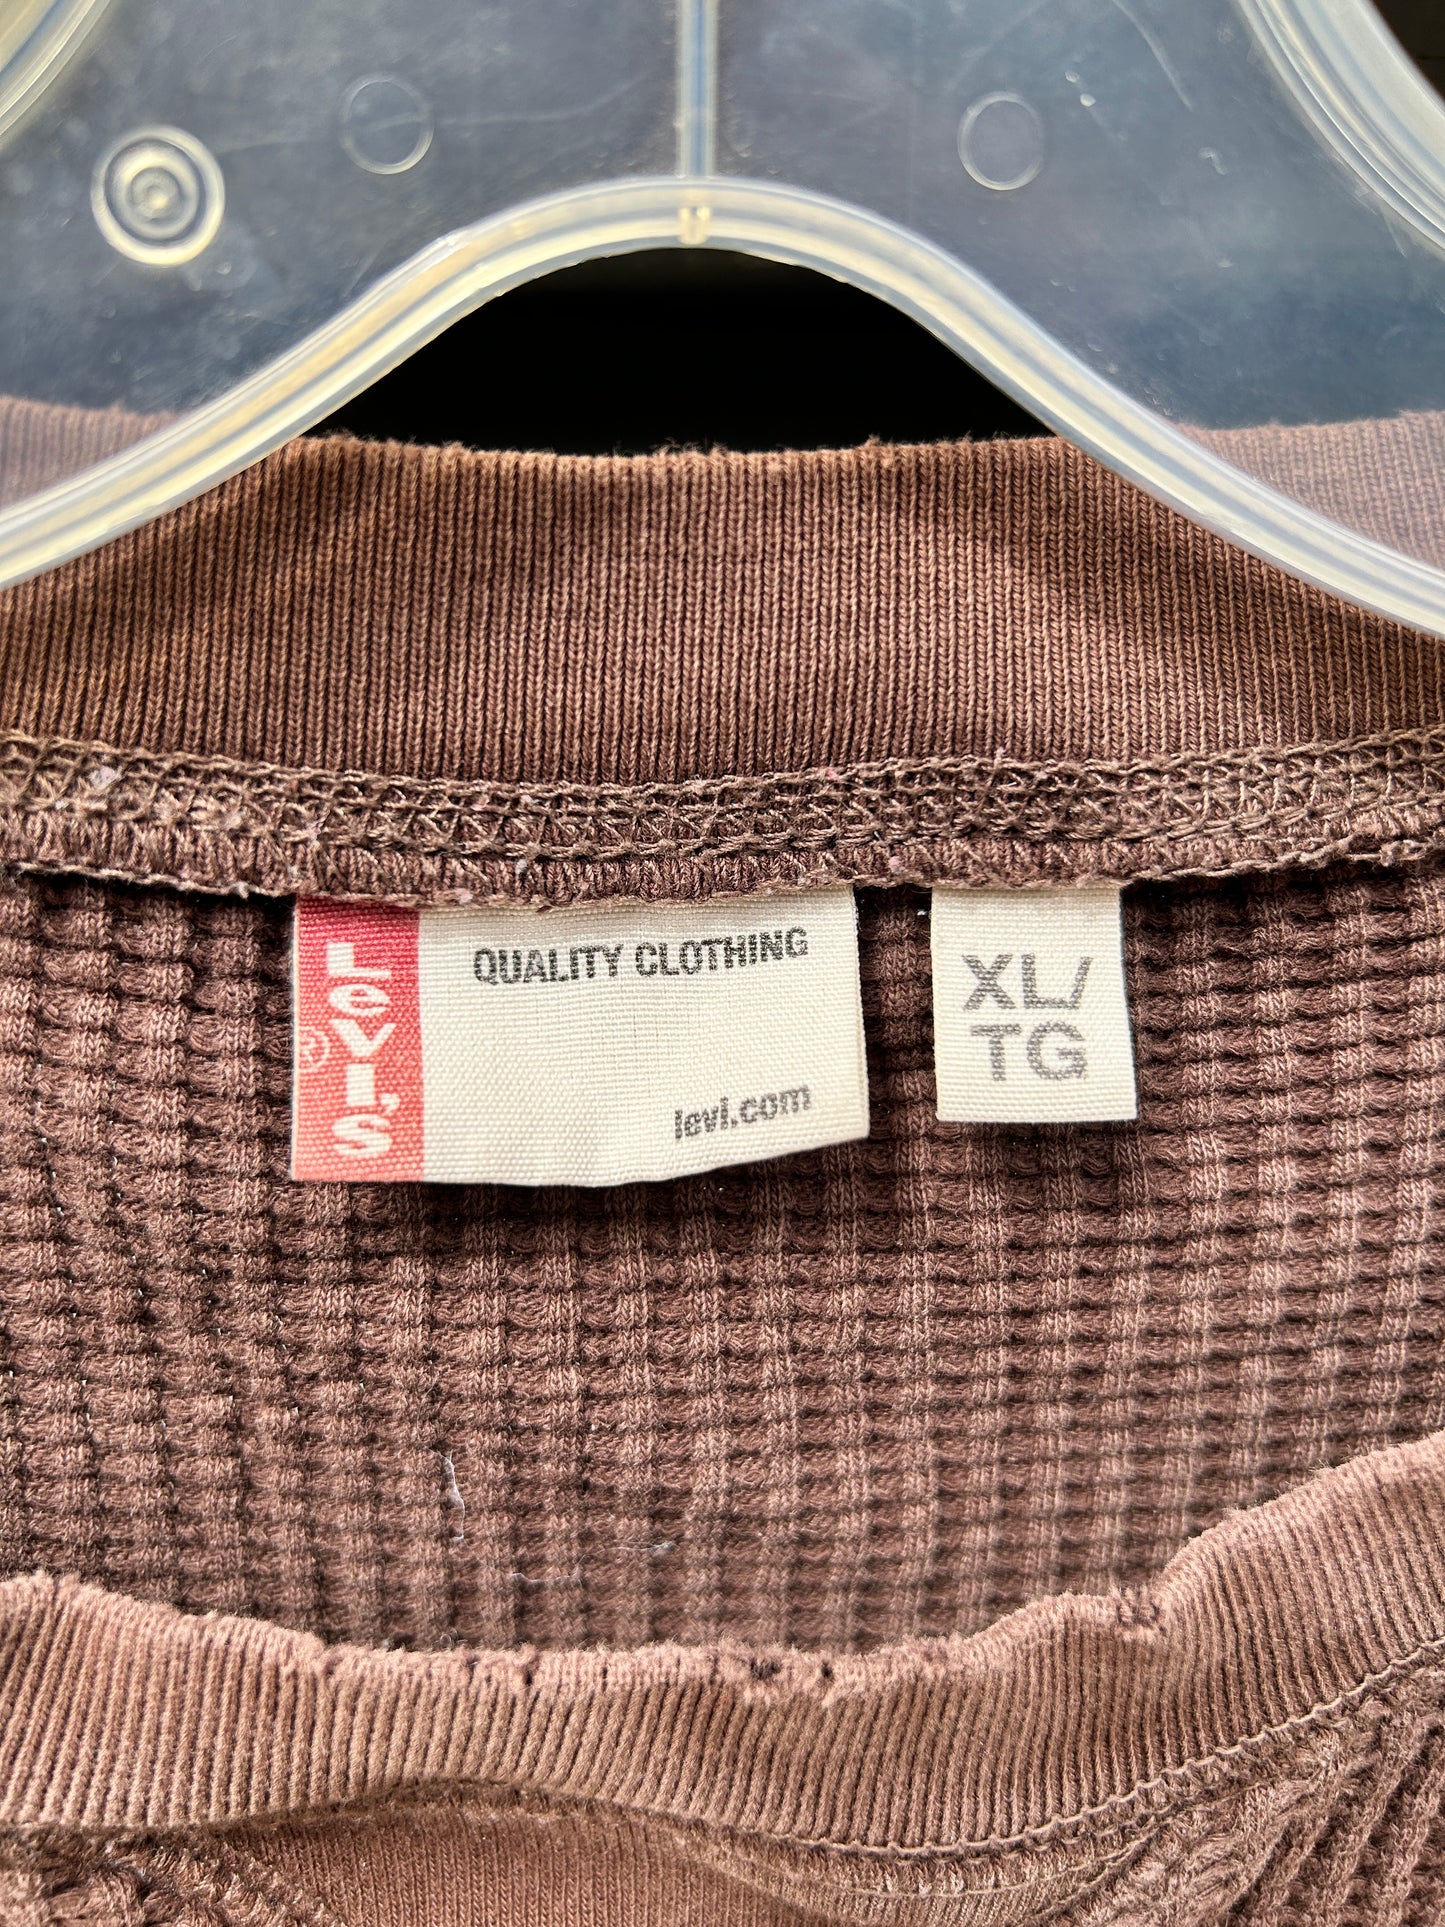 LEVI'S
®
QUALITY CLOTHING
levi.com
XL/
TG